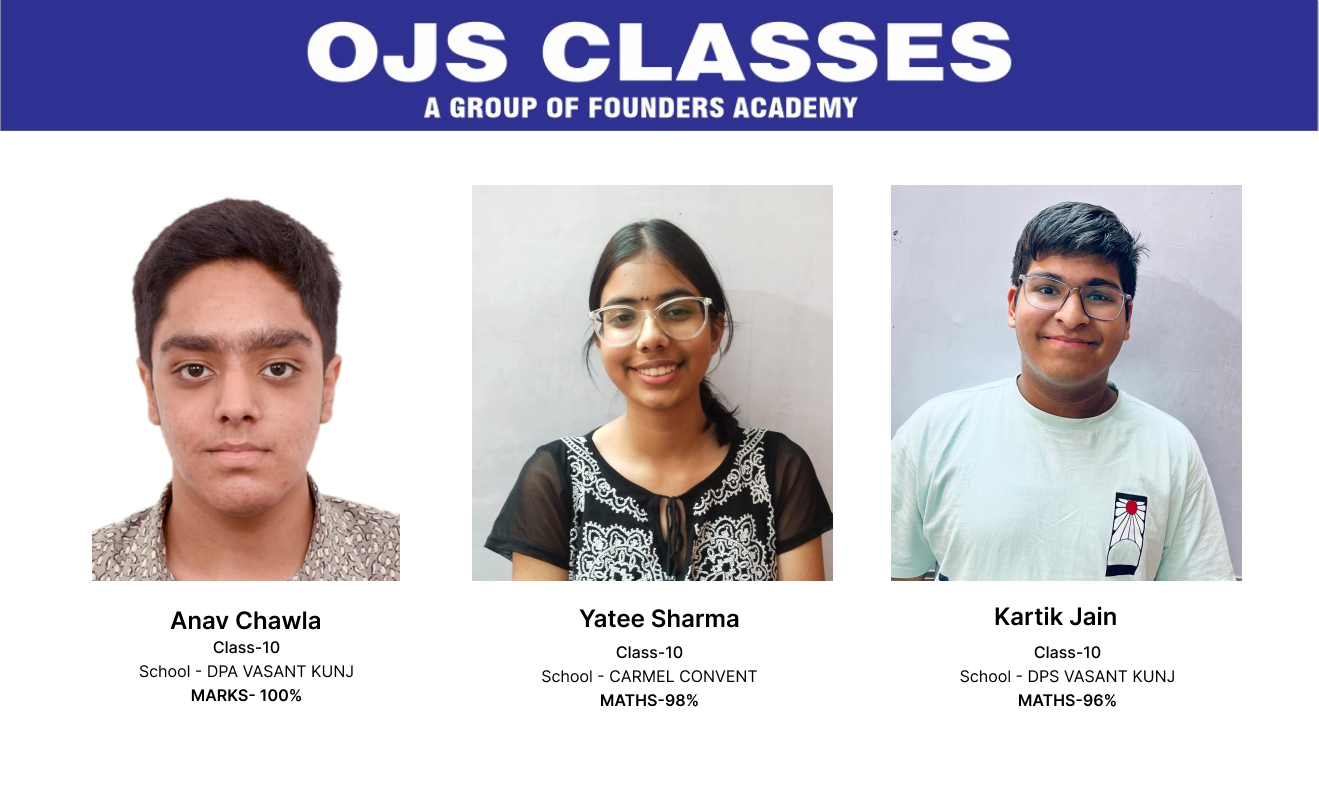 OJS CLASSES
A GROUP OF FOUNDERS ACADEMY
Anav Chawla
Class-10
School - DPA VASANT KUNJ
MARKS- 100%
Yatee Sharma
Class-10
School - CARMEL CONVENT
MATHS-98%
Kartik Jain
Class-10
School - DPS VASANT KUNJ
MATHS-96%